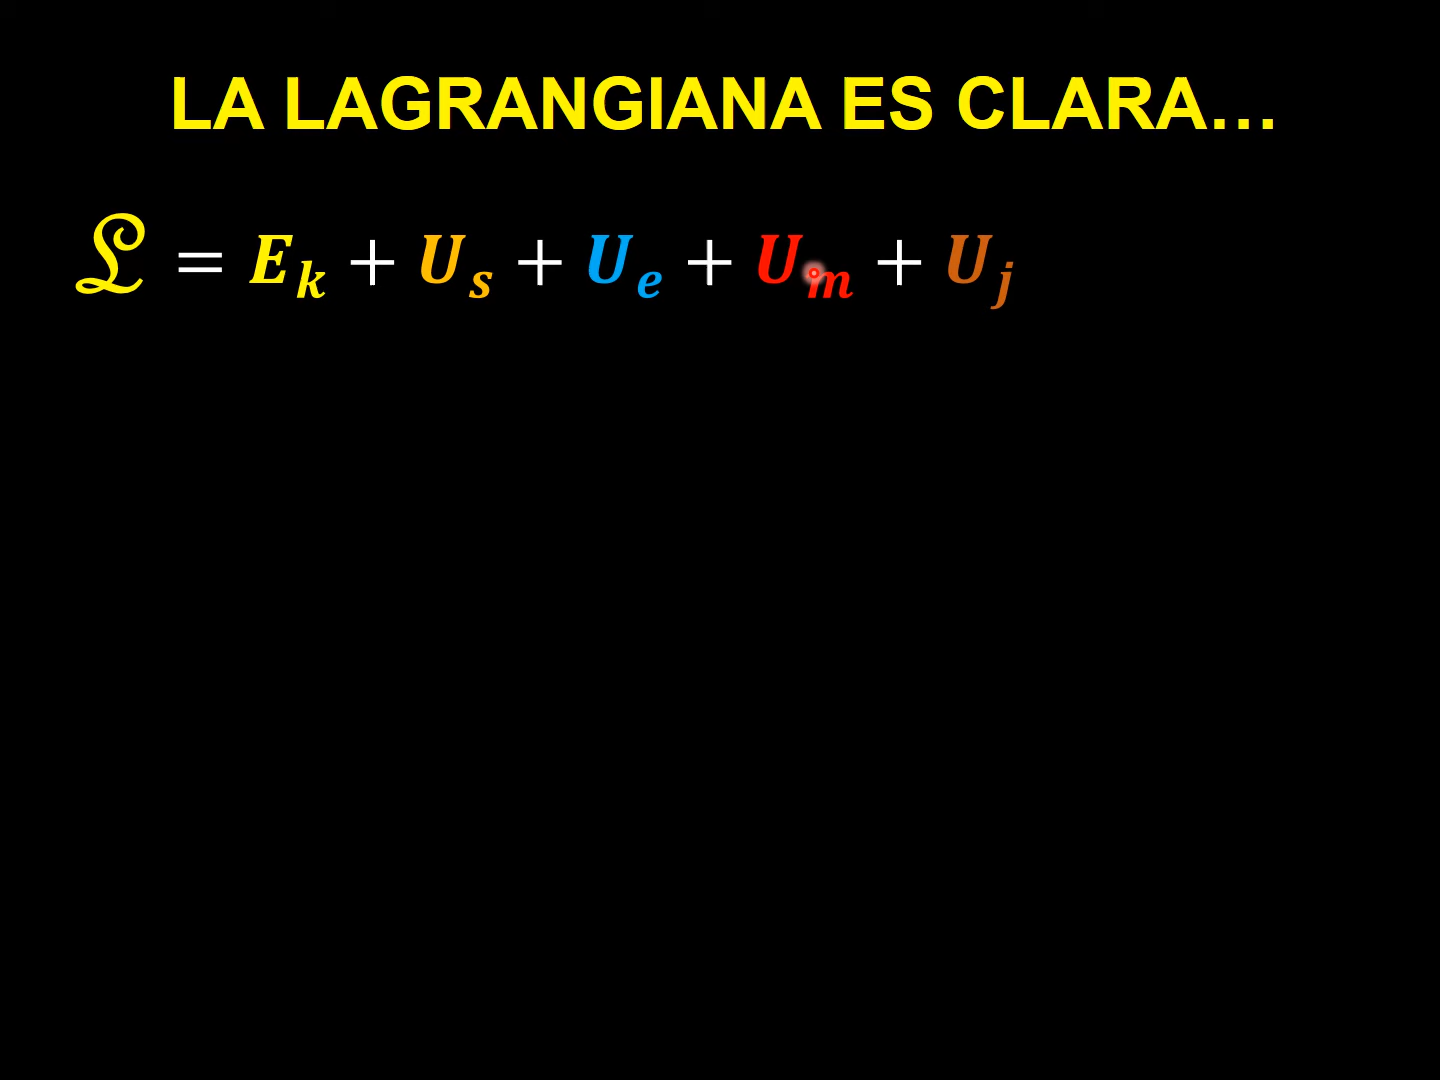 LA LAGRANGIANA ES CLARA…
ℒ = E_k + U_s + U_e + U_m + U_j